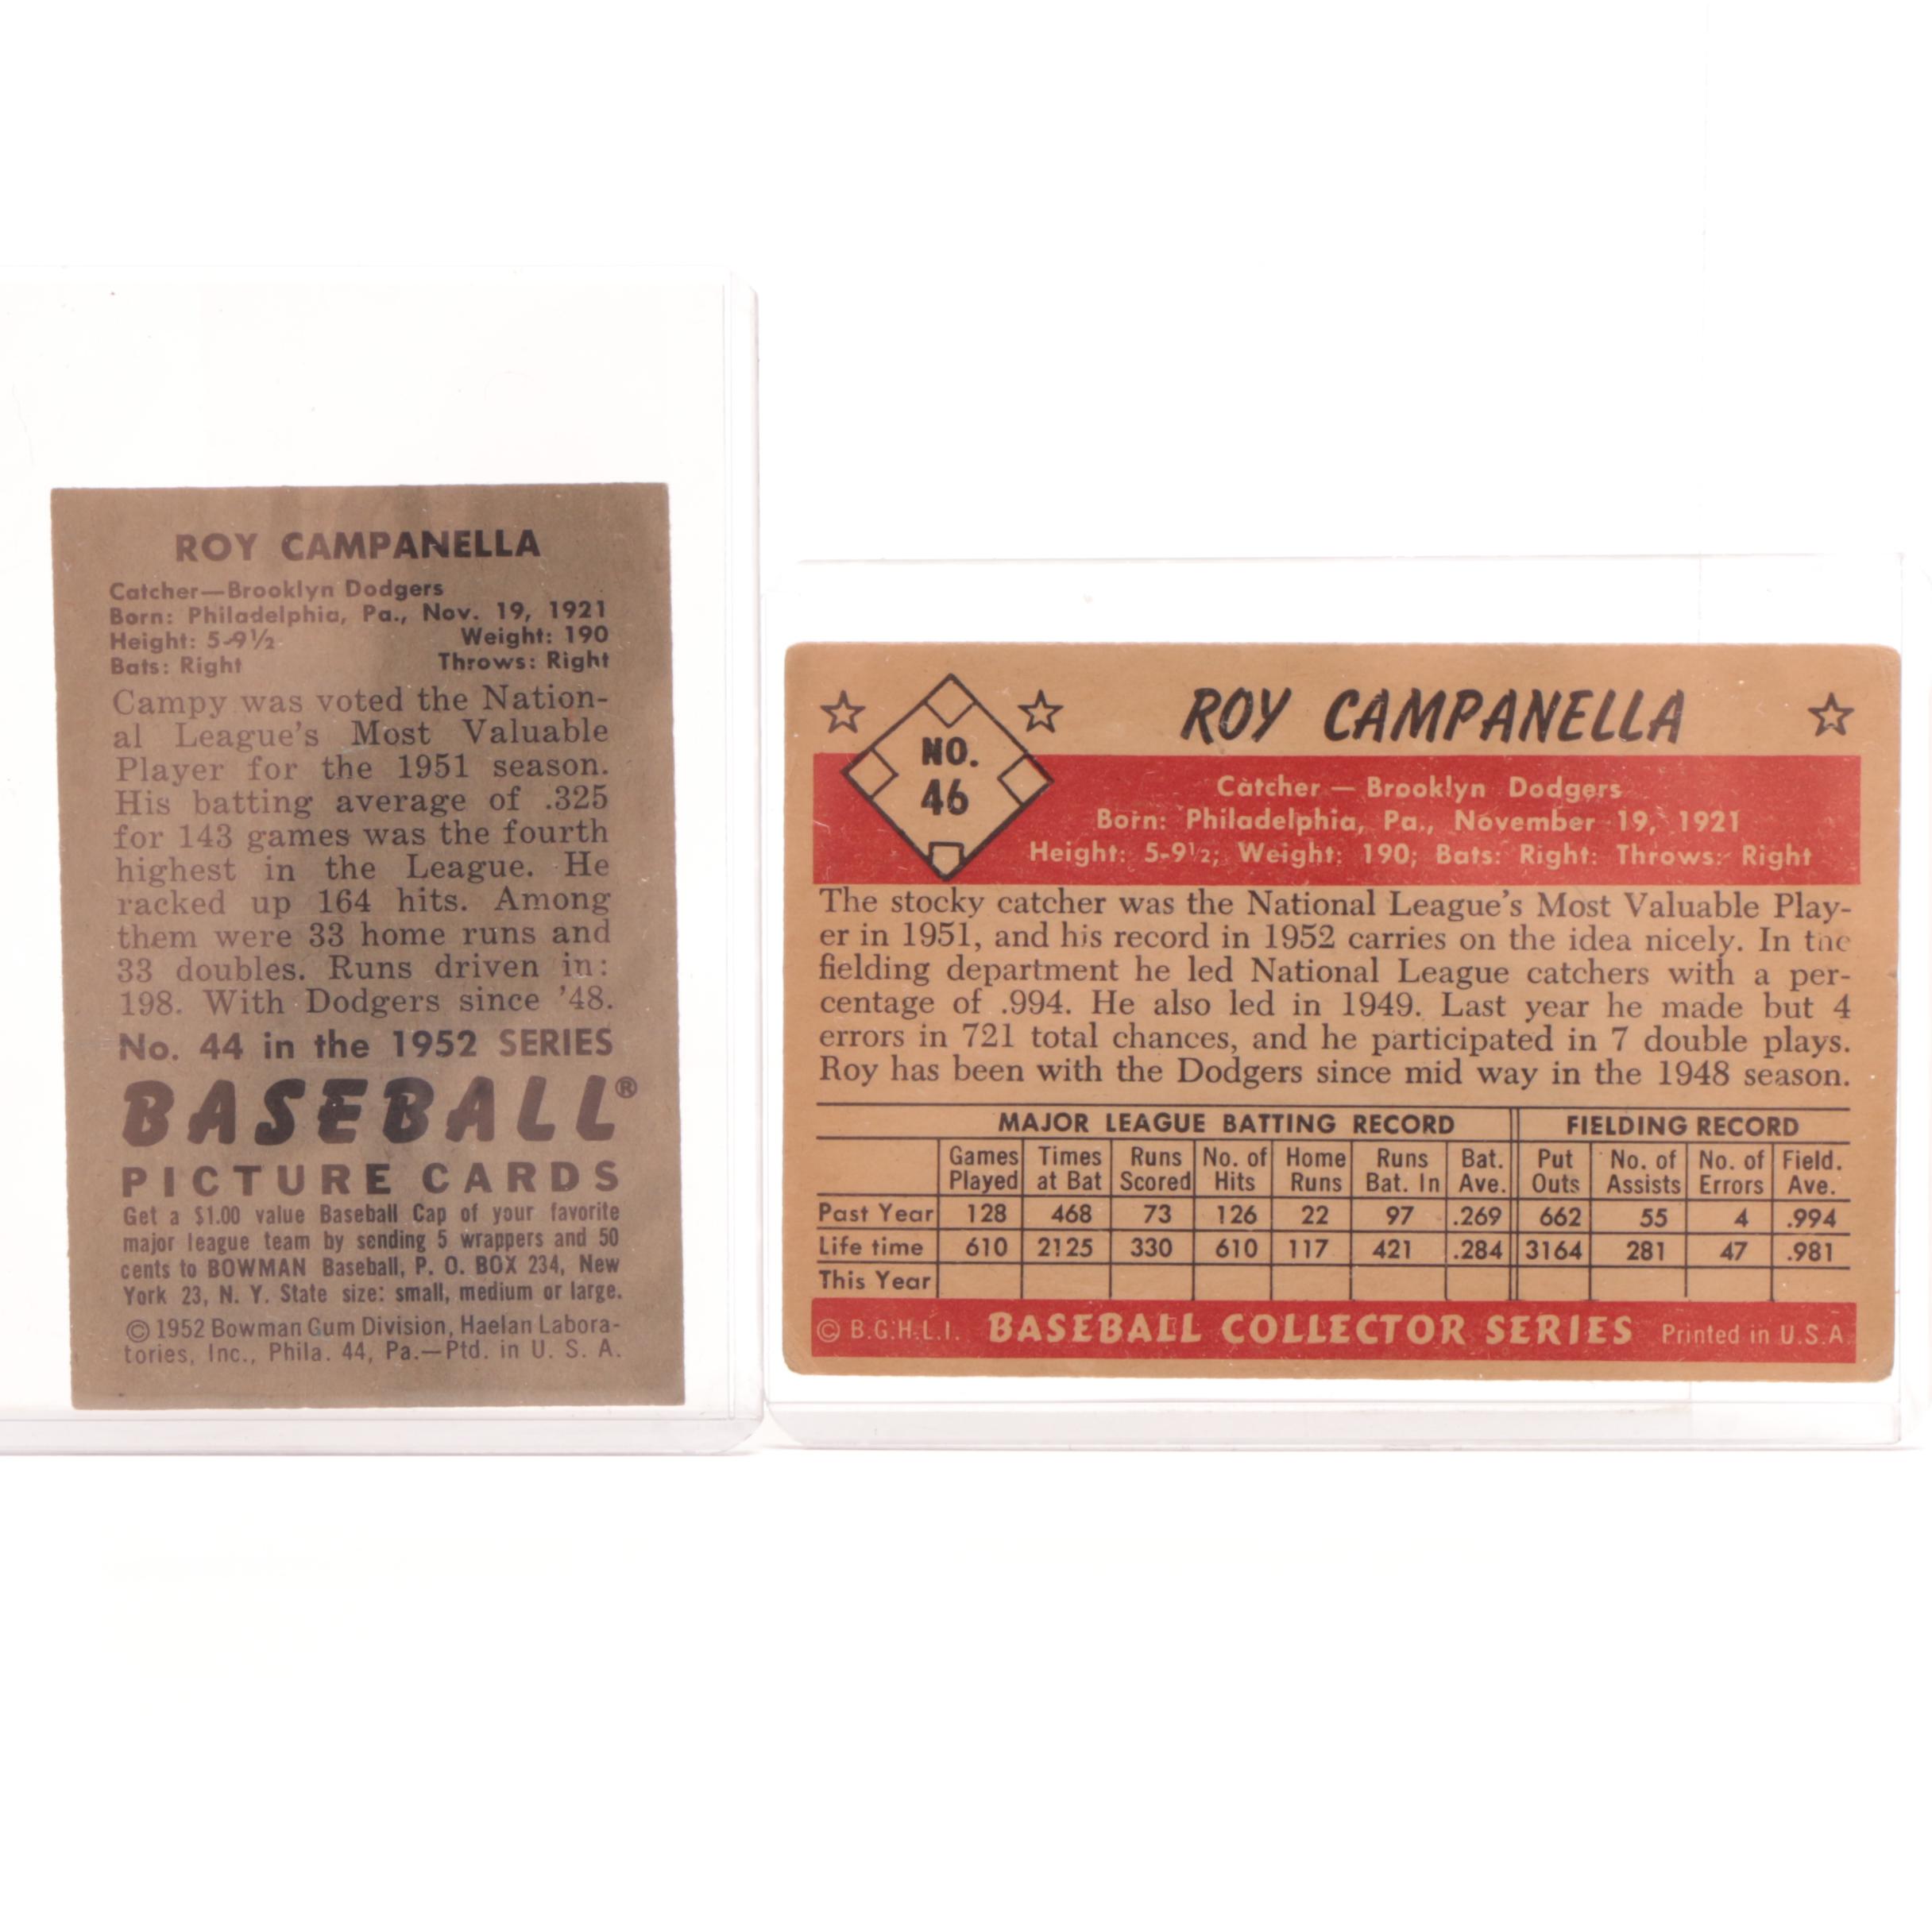 ROY CAMPANELLA
Catcher—Brooklyn Dodgers
Born: Philadelphia, Pa., Nov. 19, 1921
Height: 5-9½ Weight: 190
Bats: Right Throws: Right
Campy was voted the Nation-
al League's Most Valuable
Player for the 1951 season.
His batting average of .325
for 143 games was the fourth
highest in the League. He
racked up 164 hits. Among
them were 33 home runs and
33 doubles. Runs driven in:
198. With Dodgers since '48.
No. 44 in the 1952 SERIES
BASEBALL®
PICTURE CARDS
Get a $1.00 value Baseball Cap of your favorite
major league team by sending 5 wrappers and 50
cents to BOWMAN Baseball, P. O. BOX 234, New
York 23, N. Y. State size: small, medium or large.
© 1952 Bowman Gum Division, Haelan Labora-
tories, Inc., Phila. 44, Pa.—Ptd. in U. S. A.
NO.
46
ROY CAMPANELLA
Catcher — Brooklyn Dodgers
Born: Philadelphia, Pa., November 19, 1921
Height: 5-9½; Weight: 190; Bats: Right: Throws: Right
The stocky catcher was the National League's Most Valuable Play-
er in 1951, and his record in 1952 carries on the idea nicely. In the
fielding department he led National League catchers with a per-
centage of .994. He also led in 1949. Last year he made but 4
errors in 721 total chances, and he participated in 7 double plays.
Roy has been with the Dodgers since mid way in the 1948 season.
MAJOR LEAGUE BATTING RECORD FIELDING RECORD
Games Times Runs No. of Home Runs Bat. Put No. of No. of Field.
Played at Bat Scored Hits Runs Bat. In Ave. Outs Assists Errors Ave.
Past Year 128 468 73 126 22 97 .269 662 55 4 .994
Life time 610 2125 330 610 117 421 .284 3164 281 47 .981
This Year
© B.G.H.L.I. BASEBALL COLLECTOR SERIES Printed in U.S.A